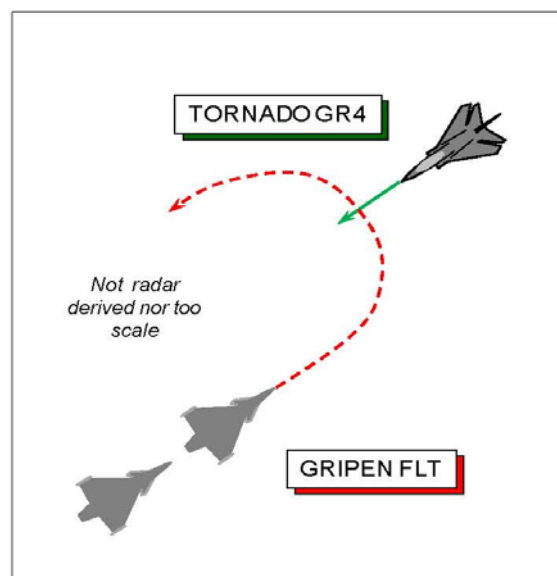 TORNADO GR4
Not radar
derived nor too
scale
GRIPEN FLT